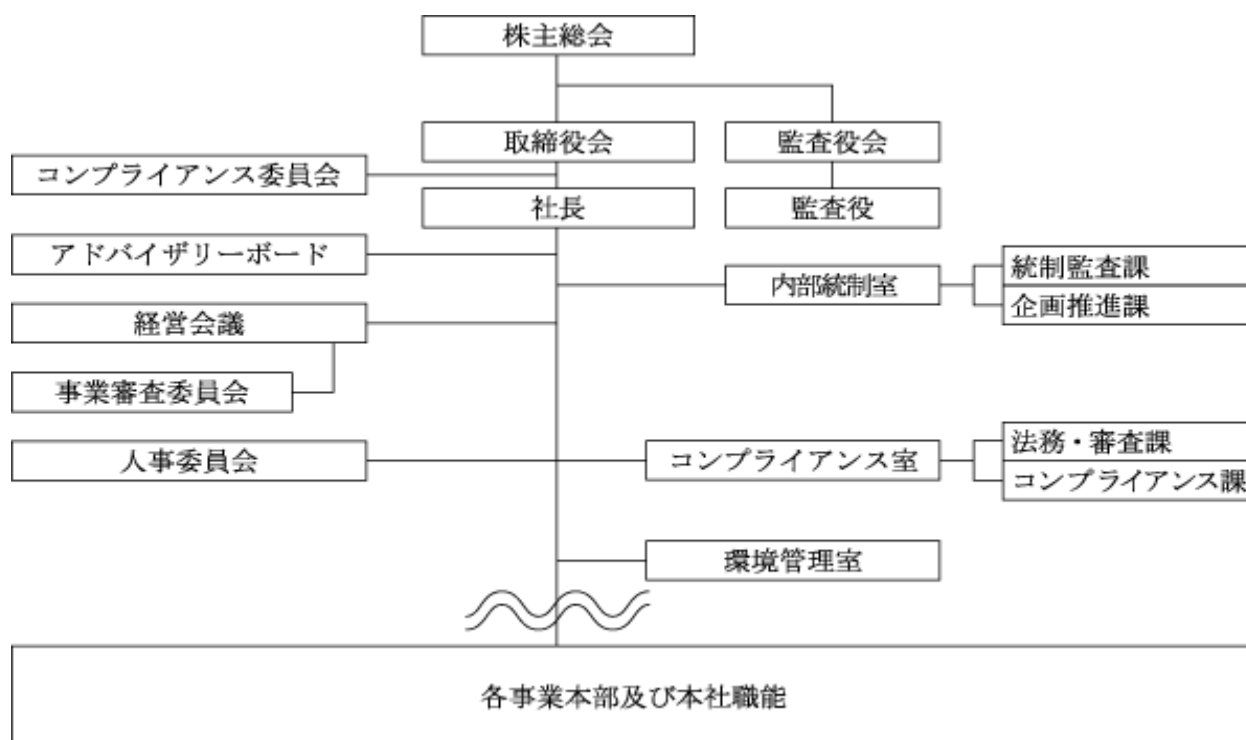 株主総会
取締役会
監査役会
コンプライアンス委員会
社長
監査役
アドバイザリーボード
内部統制室
統制監査課
企画推進課
経営会議
事業審査委員会
人事委員会
コンプライアンス室
法務・審査課
コンプライアンス課
環境管理室
各事業本部及び本社職能